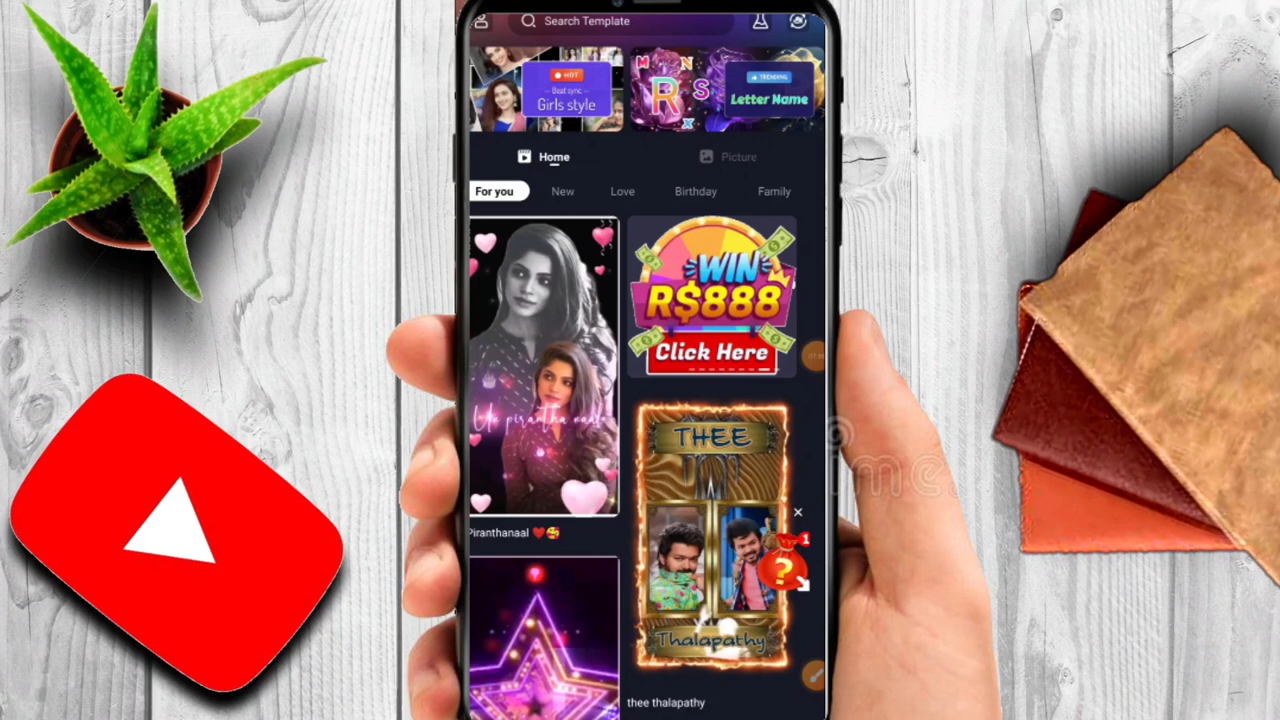 Search Template
HOT
Beat sync
Girls style
M N
R S
X
TRENDING
Letter Name
Home
Picture
For you
New
Love
Birthday
Family
WIN
R$888
Click Here
THEE
Piranthanaal ❤️🥰
1
?
Thalapathy
thee thalapathy